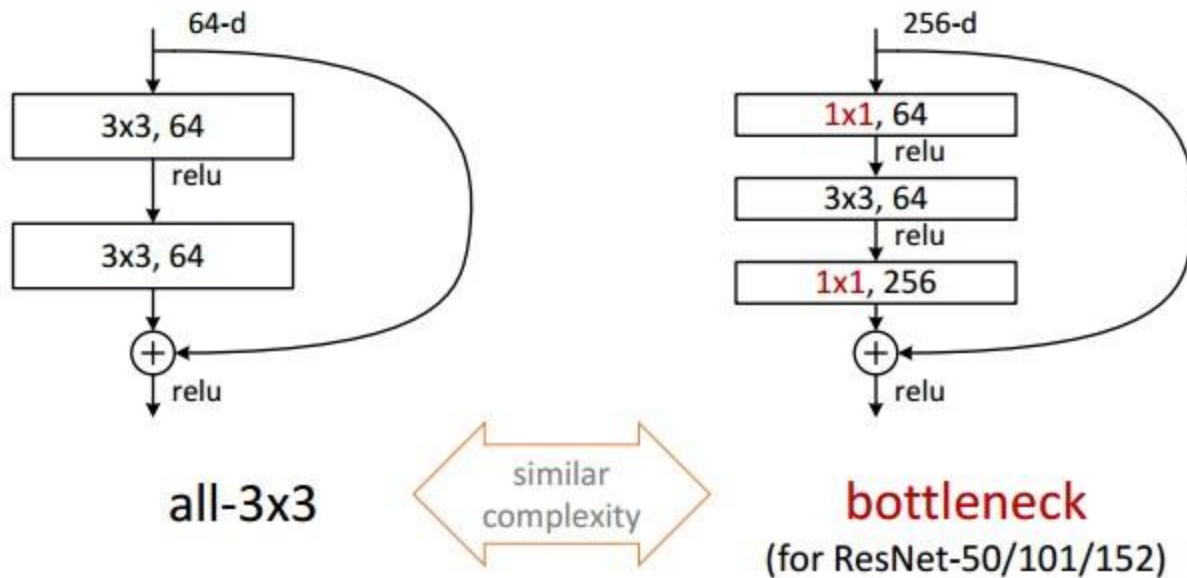 64-d
3x3, 64
relu
3x3, 64
+
relu
all-3x3
similar
complexity
256-d
1x1, 64
relu
3x3, 64
relu
1x1, 256
+
relu
bottleneck
(for ResNet-50/101/152)